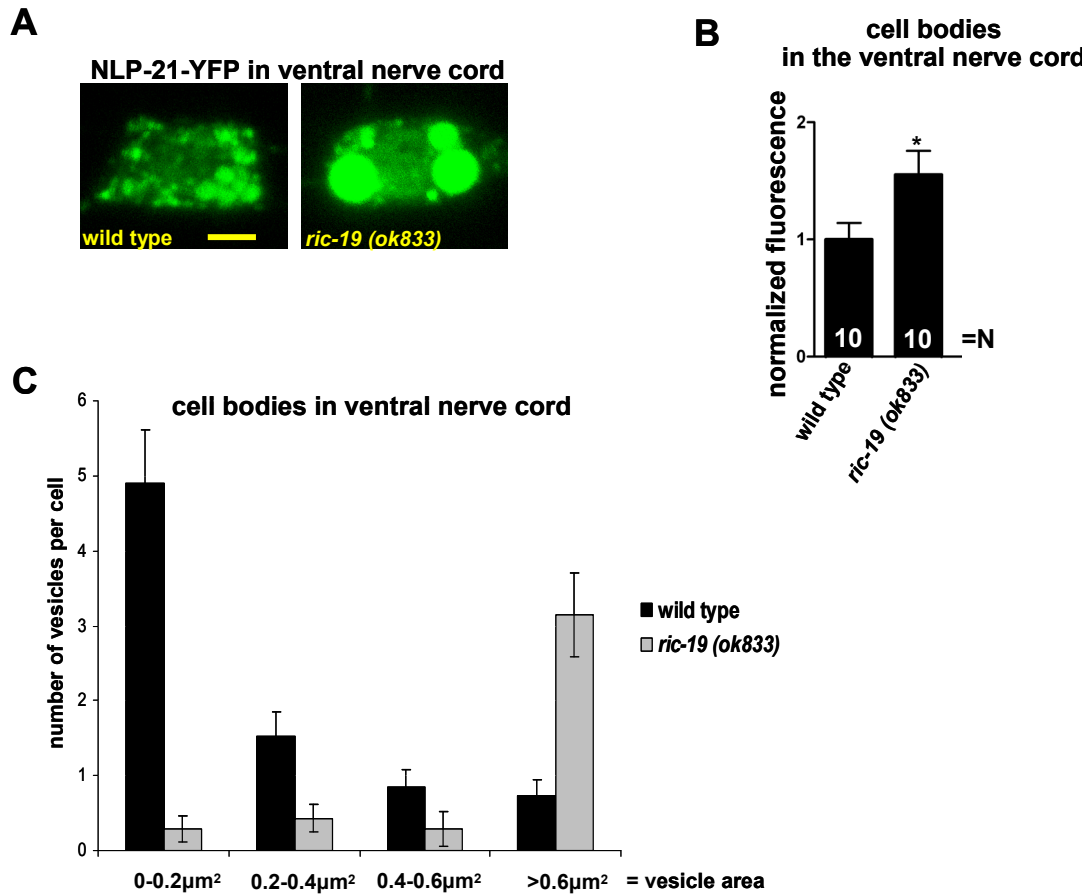 A
NLP-21-YFP in ventral nerve cord
wild type
ric-19 (ok833)
B
cell bodies
in the ventral nerve cord
normalized fluorescence
2
1
0
*
10
10
=N
wild type
ric-19 (ok833)
C
cell bodies in ventral nerve cord
number of vesicles per cell
6
5
4
3
2
1
0
wild type
ric-19 (ok833)
0-0.2µm² 0.2-0.4µm² 0.4-0.6µm² >0.6µm² = vesicle area